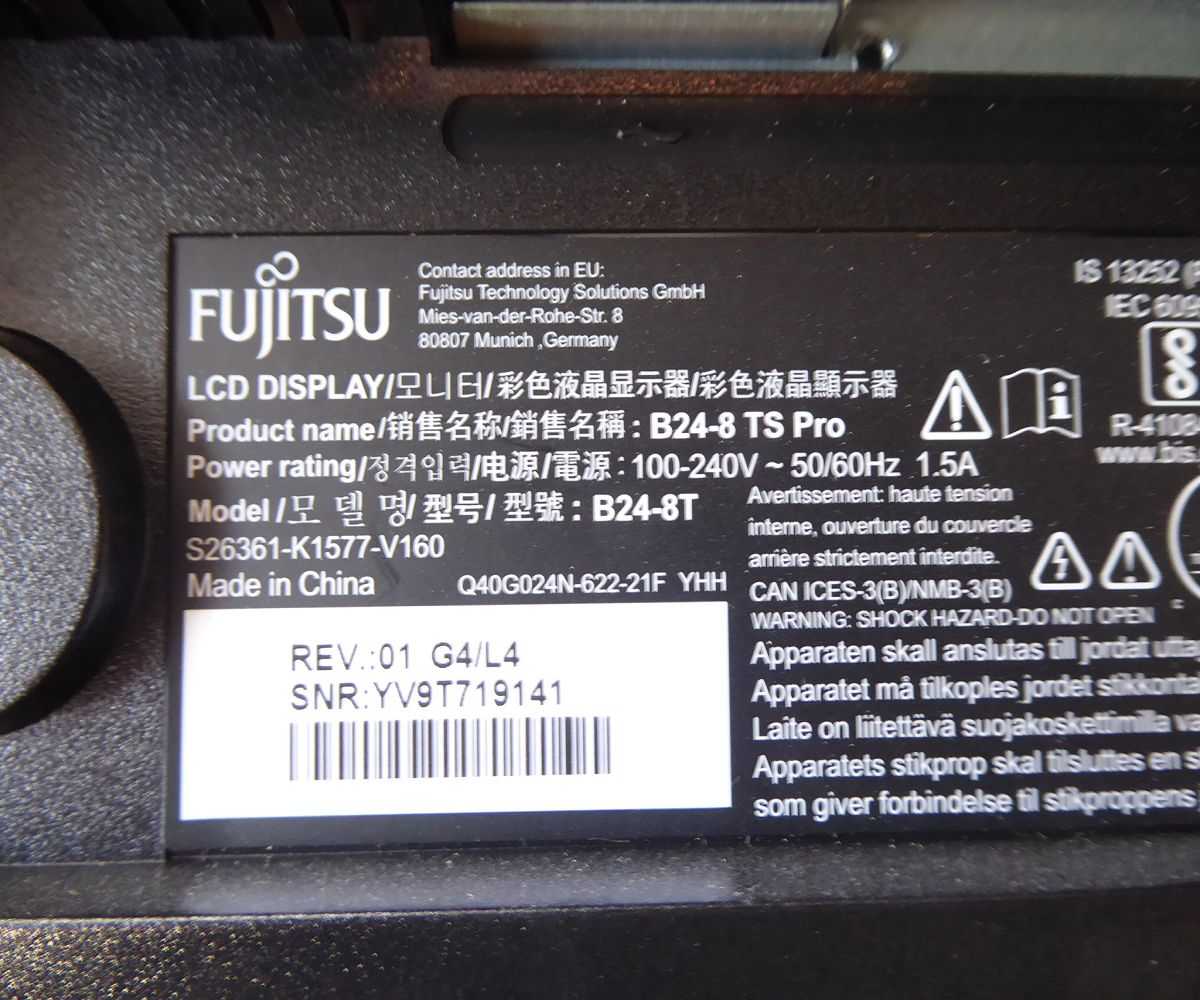 FUJITSU
Contact address in EU:
Fujitsu Technology Solutions GmbH
Mies-van-der-Rohe-Str. 8
80807 Munich ,Germany
IS 13252
IEC
LCD DISPLAY/모니터/彩色液晶显示器/彩色液晶顯示器
Product name/销售名称/銷售名稱: B24-8 TS Pro
R-4108
Power rating/정격입력/电源/電源: 100-240V ~ 50/60Hz 1.5A
www.bis.
Model /모 델 명/ 型号/ 型號: B24-8T
S26361-K1577-V160
Made in China Q40G024N-622-21F YHH
REV.:01 G4/L4
SNR:YV9T719141
Avertissement: haute tension
interne, ouverture du couvercle
arrière strictement interdite.
CAN ICES-3(B)/NMB-3(B)
WARNING: SHOCK HAZARD-DO NOT OPEN
Apparaten skall anslutas till jordat
Apparatet må tilkoples jordet
Laite on liitettävä suojakoskettimilla
Apparatets stikprop skal tilsluttes en
som giver forbindelse til stikproppens